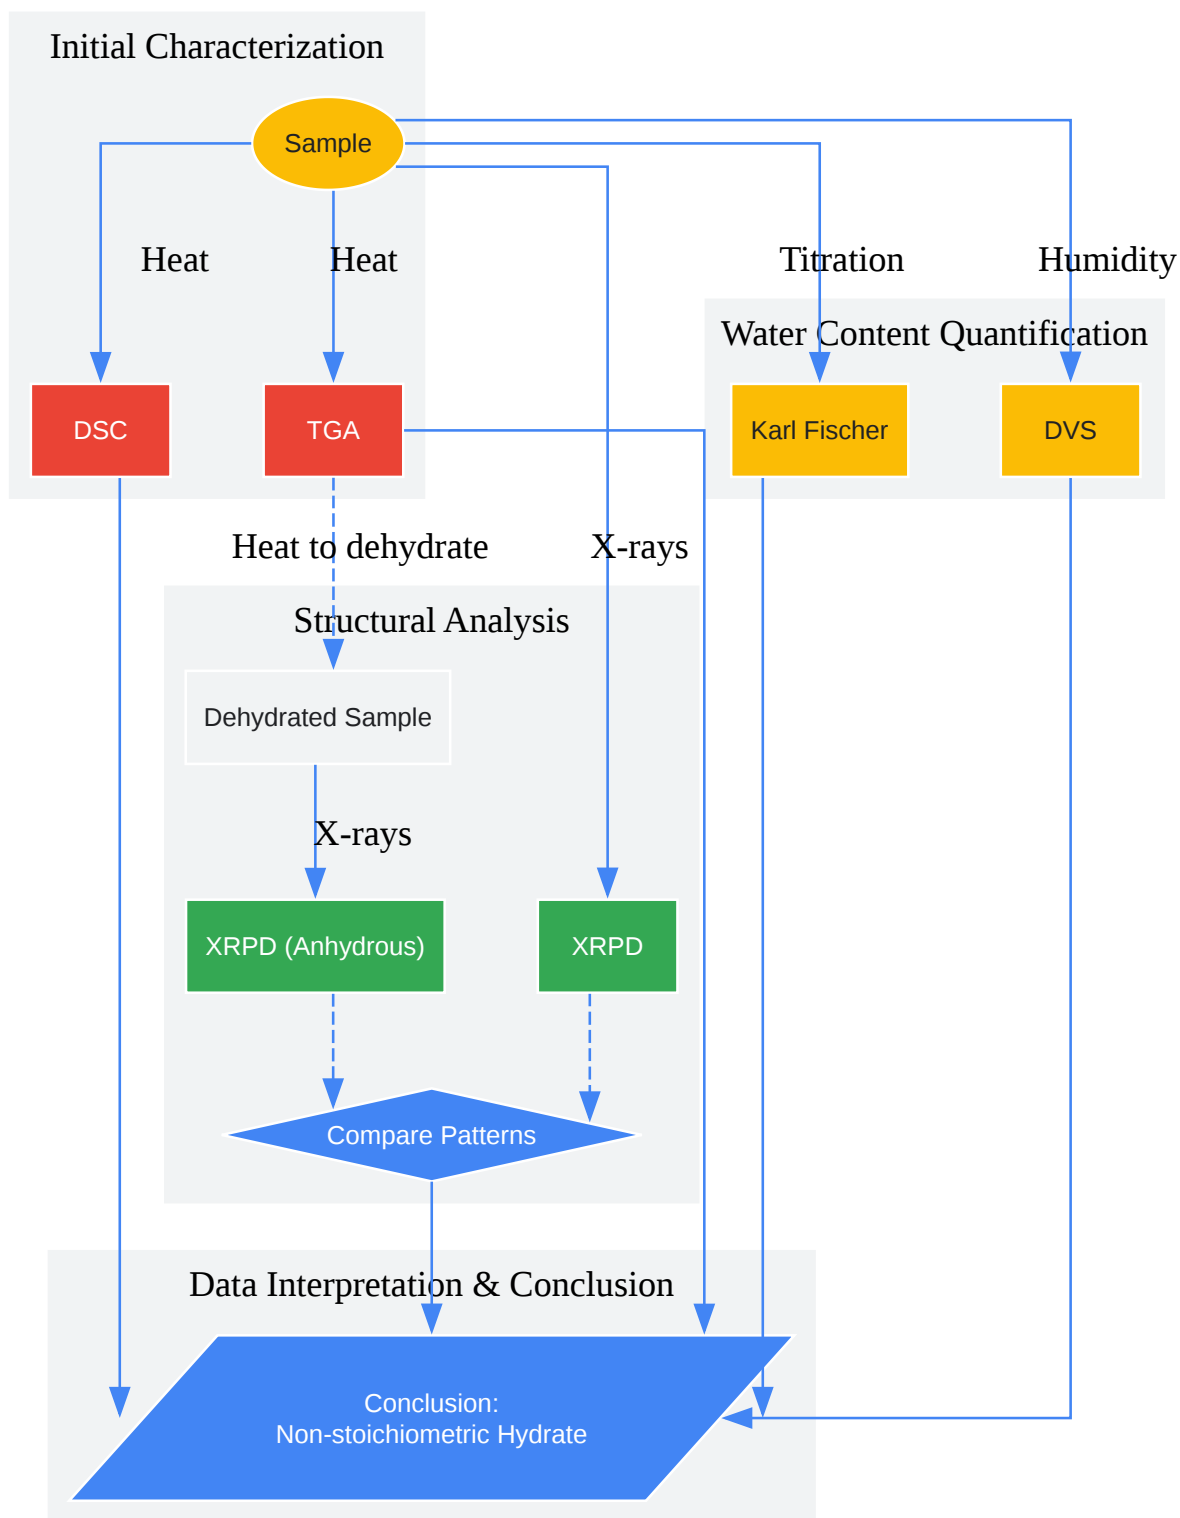 Initial Characterization
Sample
Heat
Heat
Titration
Humidity
Water Content Quantification
DSC
TGA
Karl Fischer
DVS
Heat to dehydrate
X-rays
Structural Analysis
Dehydrated Sample
X-rays
XRPD (Anhydrous)
XRPD
Compare Patterns
Data Interpretation & Conclusion
Conclusion:
Non-stoichiometric Hydrate